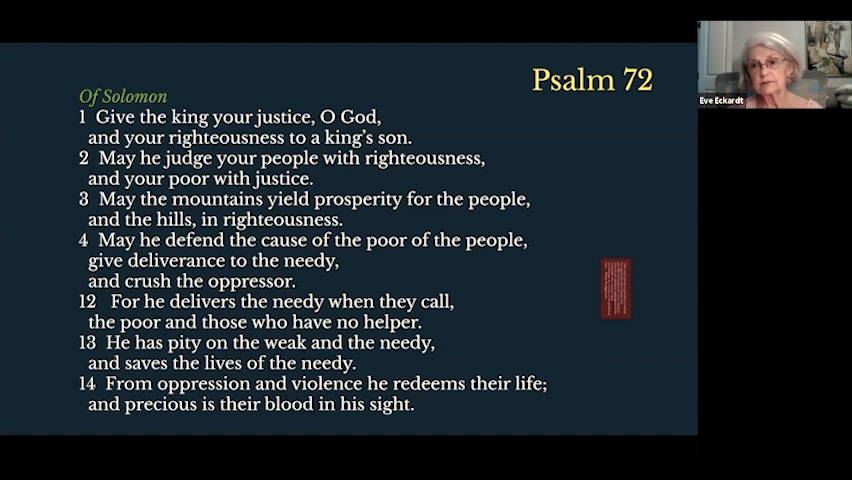 Psalm 72
Of Solomon
1 Give the king your justice, O God,
and your righteousness to a king's son.
2 May he judge your people with righteousness,
and your poor with justice.
3 May the mountains yield prosperity for the people,
and the hills, in righteousness.
4 May he defend the cause of the poor of the people,
give deliverance to the needy,
and crush the oppressor.
12 For he delivers the needy when they call,
the poor and those who have no helper.
13 He has pity on the weak and the needy,
and saves the lives of the needy.
14 From oppression and violence he redeems their life;
and precious is their blood in his sight.
Eve Eckardt